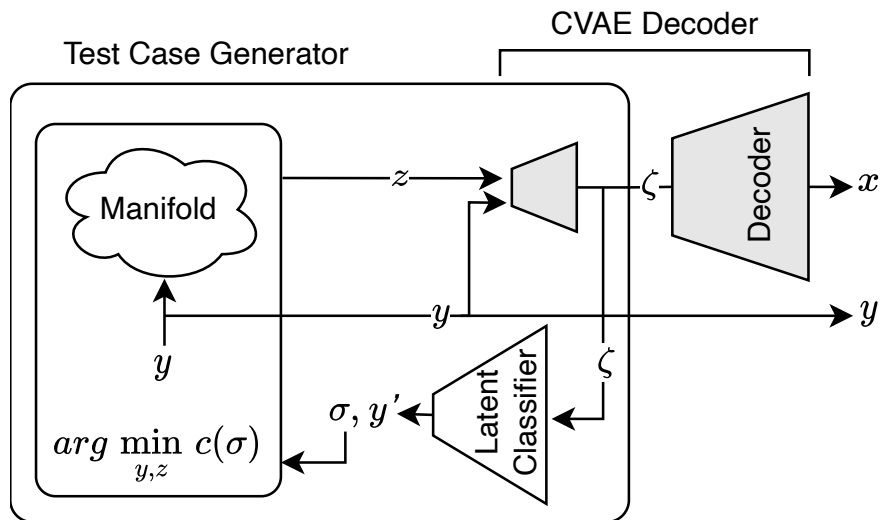 CVAE Decoder
Test Case Generator
Manifold
z
ζ
Decoder
x
y
y
y
ζ
Latent
Classifier
σ, y'
arg min c(σ)
y,z